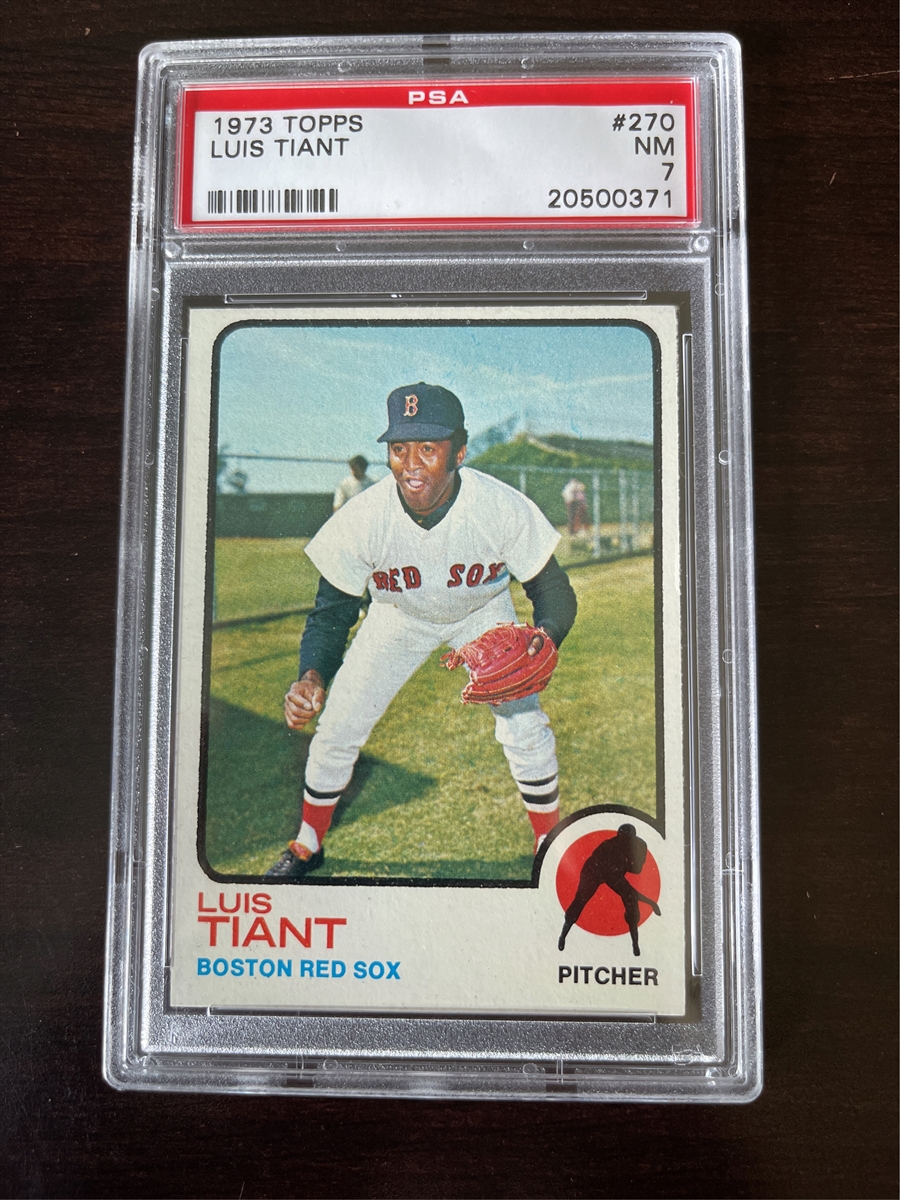 PSA
1973 TOPPS #270
LUIS TIANT NM
7
20500371
B
RED SOX
LUIS
TIANT
BOSTON RED SOX
PITCHER